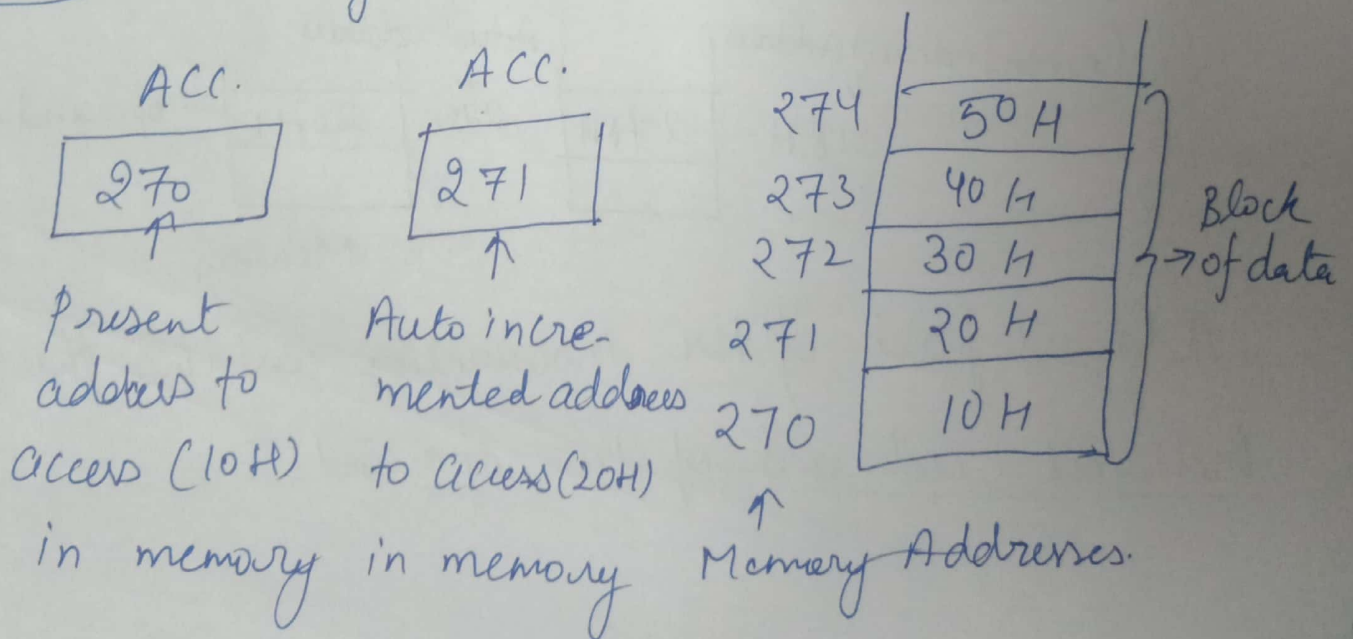 ACC.
270
Present
address to
access (10H)
in memory
ACC.
271
Auto incre-
mented address
to access (20H)
in memory
274 50 H
273 40 H
272 30 H
271 20 H
270 10 H
Memory Addresses.
Block
of data